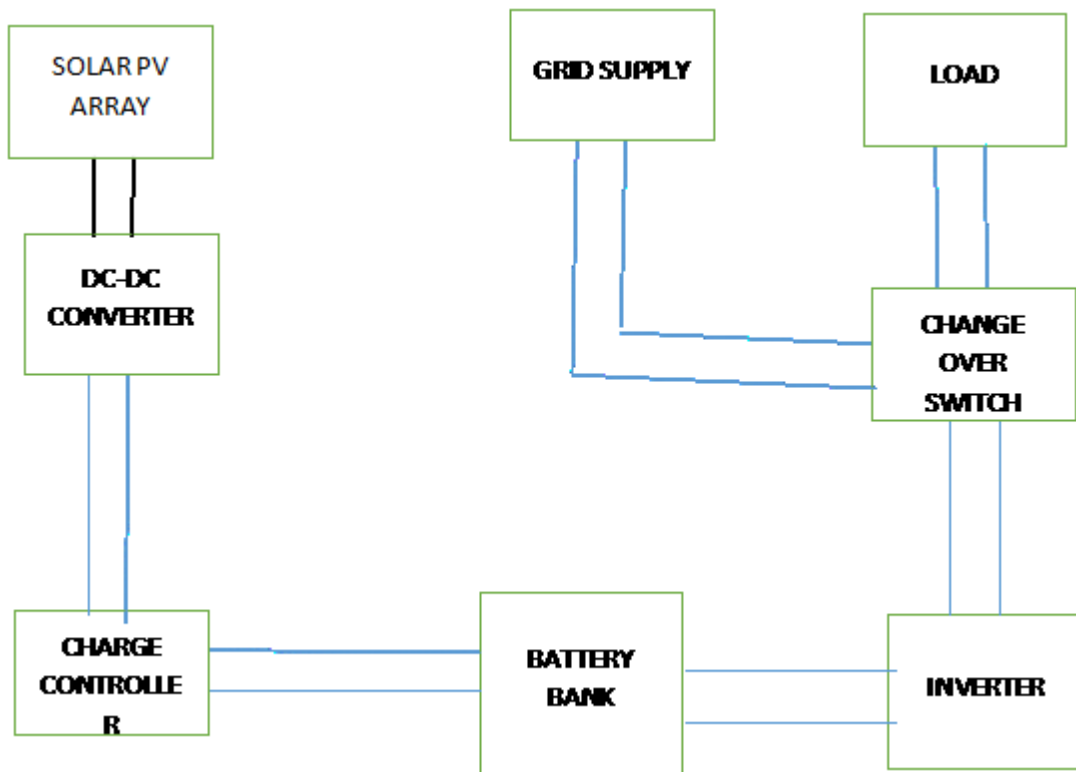 SOLAR PV
ARRAY
GRID SUPPLY
LOAD
DC-DC
CONVERTER
CHANGE
OVER
SWITCH
CHARGE
CONTROLLE
R
BATTERY
BANK
INVERTER